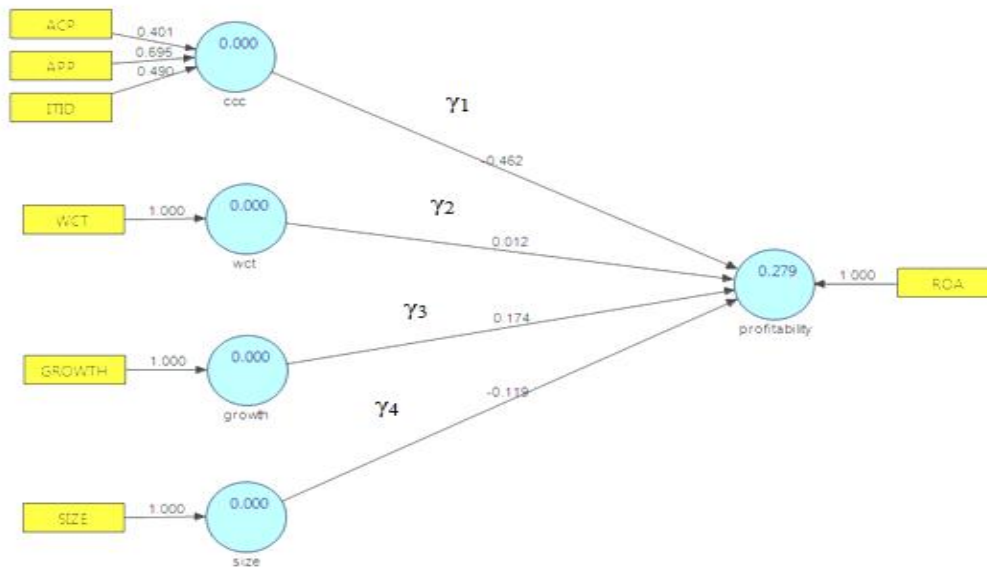 ACP
0.401
0.000
APP
0.695
ITID
0.490
ccc
γ1
-0.462
WCT
1.000
0.000
wct
γ2
0.012
0.279
1.000
ROA
profitability
γ3
0.174
GROWTH
1.000
0.000
growth
γ4
-0.119
SIZE
1.000
0.000
size